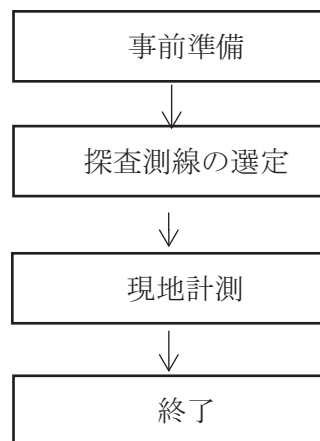 事前準備
探査測線の選定
現地計測
終了